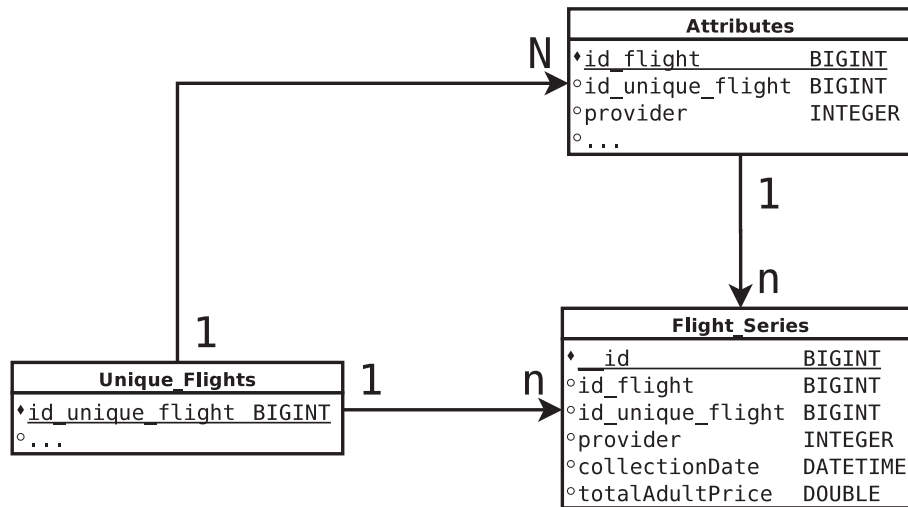 Attributes
id_flight BIGINT
id_unique_flight BIGINT
provider INTEGER
...
N
1
n
1
Flight_Series
__id BIGINT
id_flight BIGINT
id_unique_flight BIGINT
provider INTEGER
collectionDate DATETIME
totalAdultPrice DOUBLE
1
n
Unique_Flights
id_unique_flight BIGINT
...